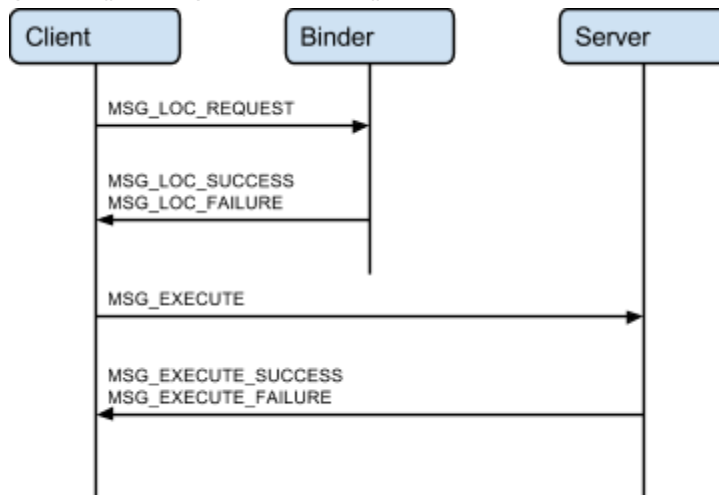 Client
Binder
Server
MSG_LOC_REQUEST
MSG_LOC_SUCCESS
MSG_LOC_FAILURE
MSG_EXECUTE
MSG_EXECUTE_SUCCESS
MSG_EXECUTE_FAILURE